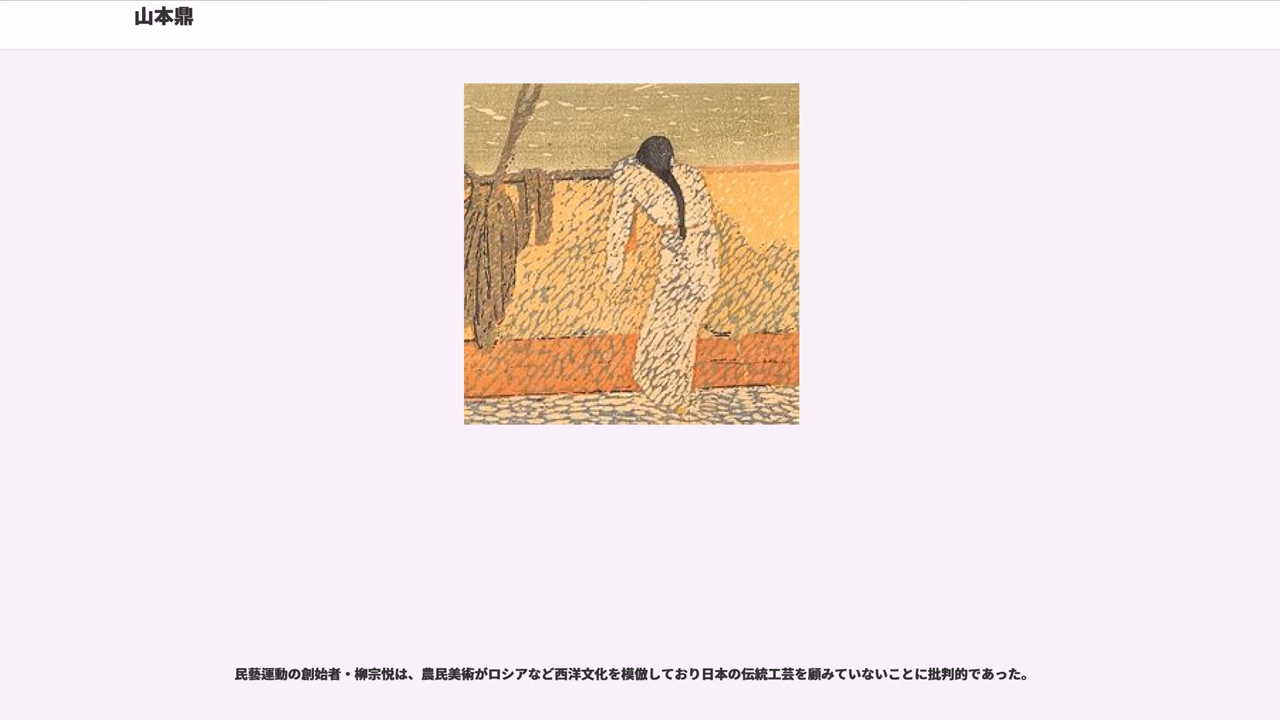 山本鼎
民藝運動の創始者・柳宗悦は、農民美術がロシアなど西洋文化を模倣しており日本の伝統工芸を顧みていないことに批判的であった。